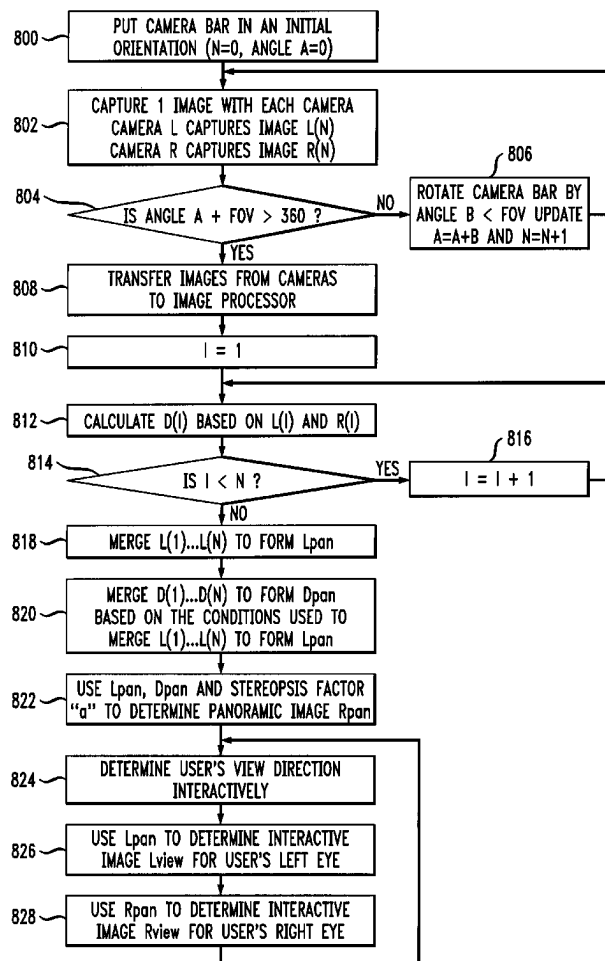 800
PUT CAMERA BAR IN AN INITIAL
ORIENTATION (N=0, ANGLE A=0)
802
CAPTURE 1 IMAGE WITH EACH CAMERA
CAMERA L CAPTURES IMAGE L(N)
CAMERA R CAPTURES IMAGE R(N)
804
IS ANGLE A + FOV > 360 ?
NO
YES
806
ROTATE CAMERA BAR BY
ANGLE B < FOV UPDATE
A=A+B AND N=N+1
808
TRANSFER IMAGES FROM CAMERAS
TO IMAGE PROCESSOR
810
I = 1
812
CALCULATE D(I) BASED ON L(I) AND R(I)
814
IS I < N ?
YES
NO
816
I = I + 1
818
MERGE L(1)...L(N) TO FORM Lpan
820
MERGE D(1)...D(N) TO FORM Dpan
BASED ON THE CONDITIONS USED TO
MERGE L(1)...L(N) TO FORM Lpan
822
USE Lpan, Dpan AND STEREOPSIS FACTOR
"a" TO DETERMINE PANORAMIC IMAGE Rpan
824
DETERMINE USER'S VIEW DIRECTION
INTERACTIVELY
826
USE Lpan TO DETERMINE INTERACTIVE
IMAGE Lview FOR USER'S LEFT EYE
828
USE Rpan TO DETERMINE INTERACTIVE
IMAGE Rview FOR USER'S RIGHT EYE